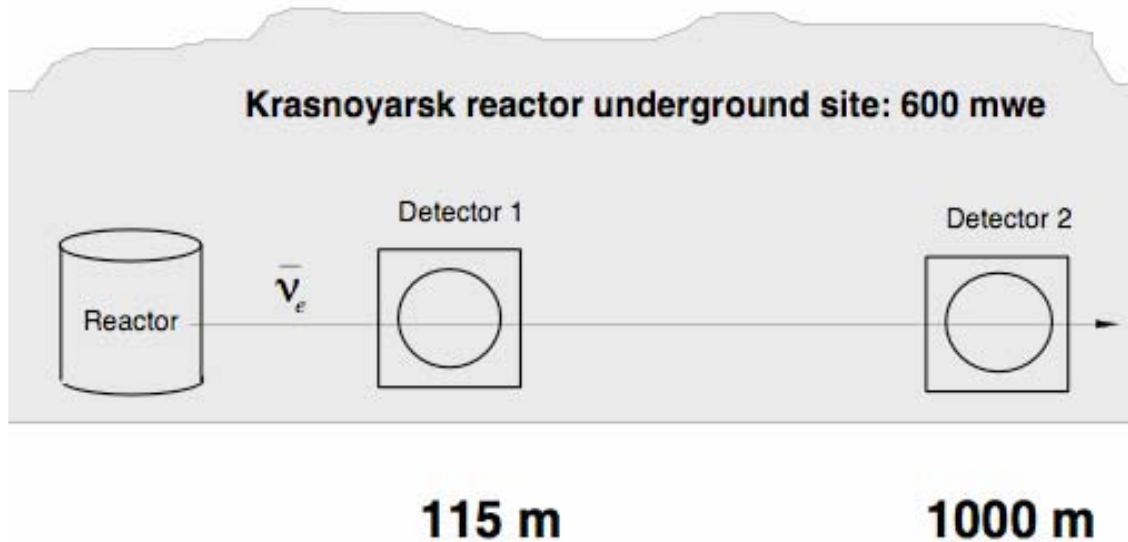 Krasnoyarsk reactor underground site: 600 mwe
Detector 1
Detector 2
ν̄ₑ
Reactor
115 m
1000 m